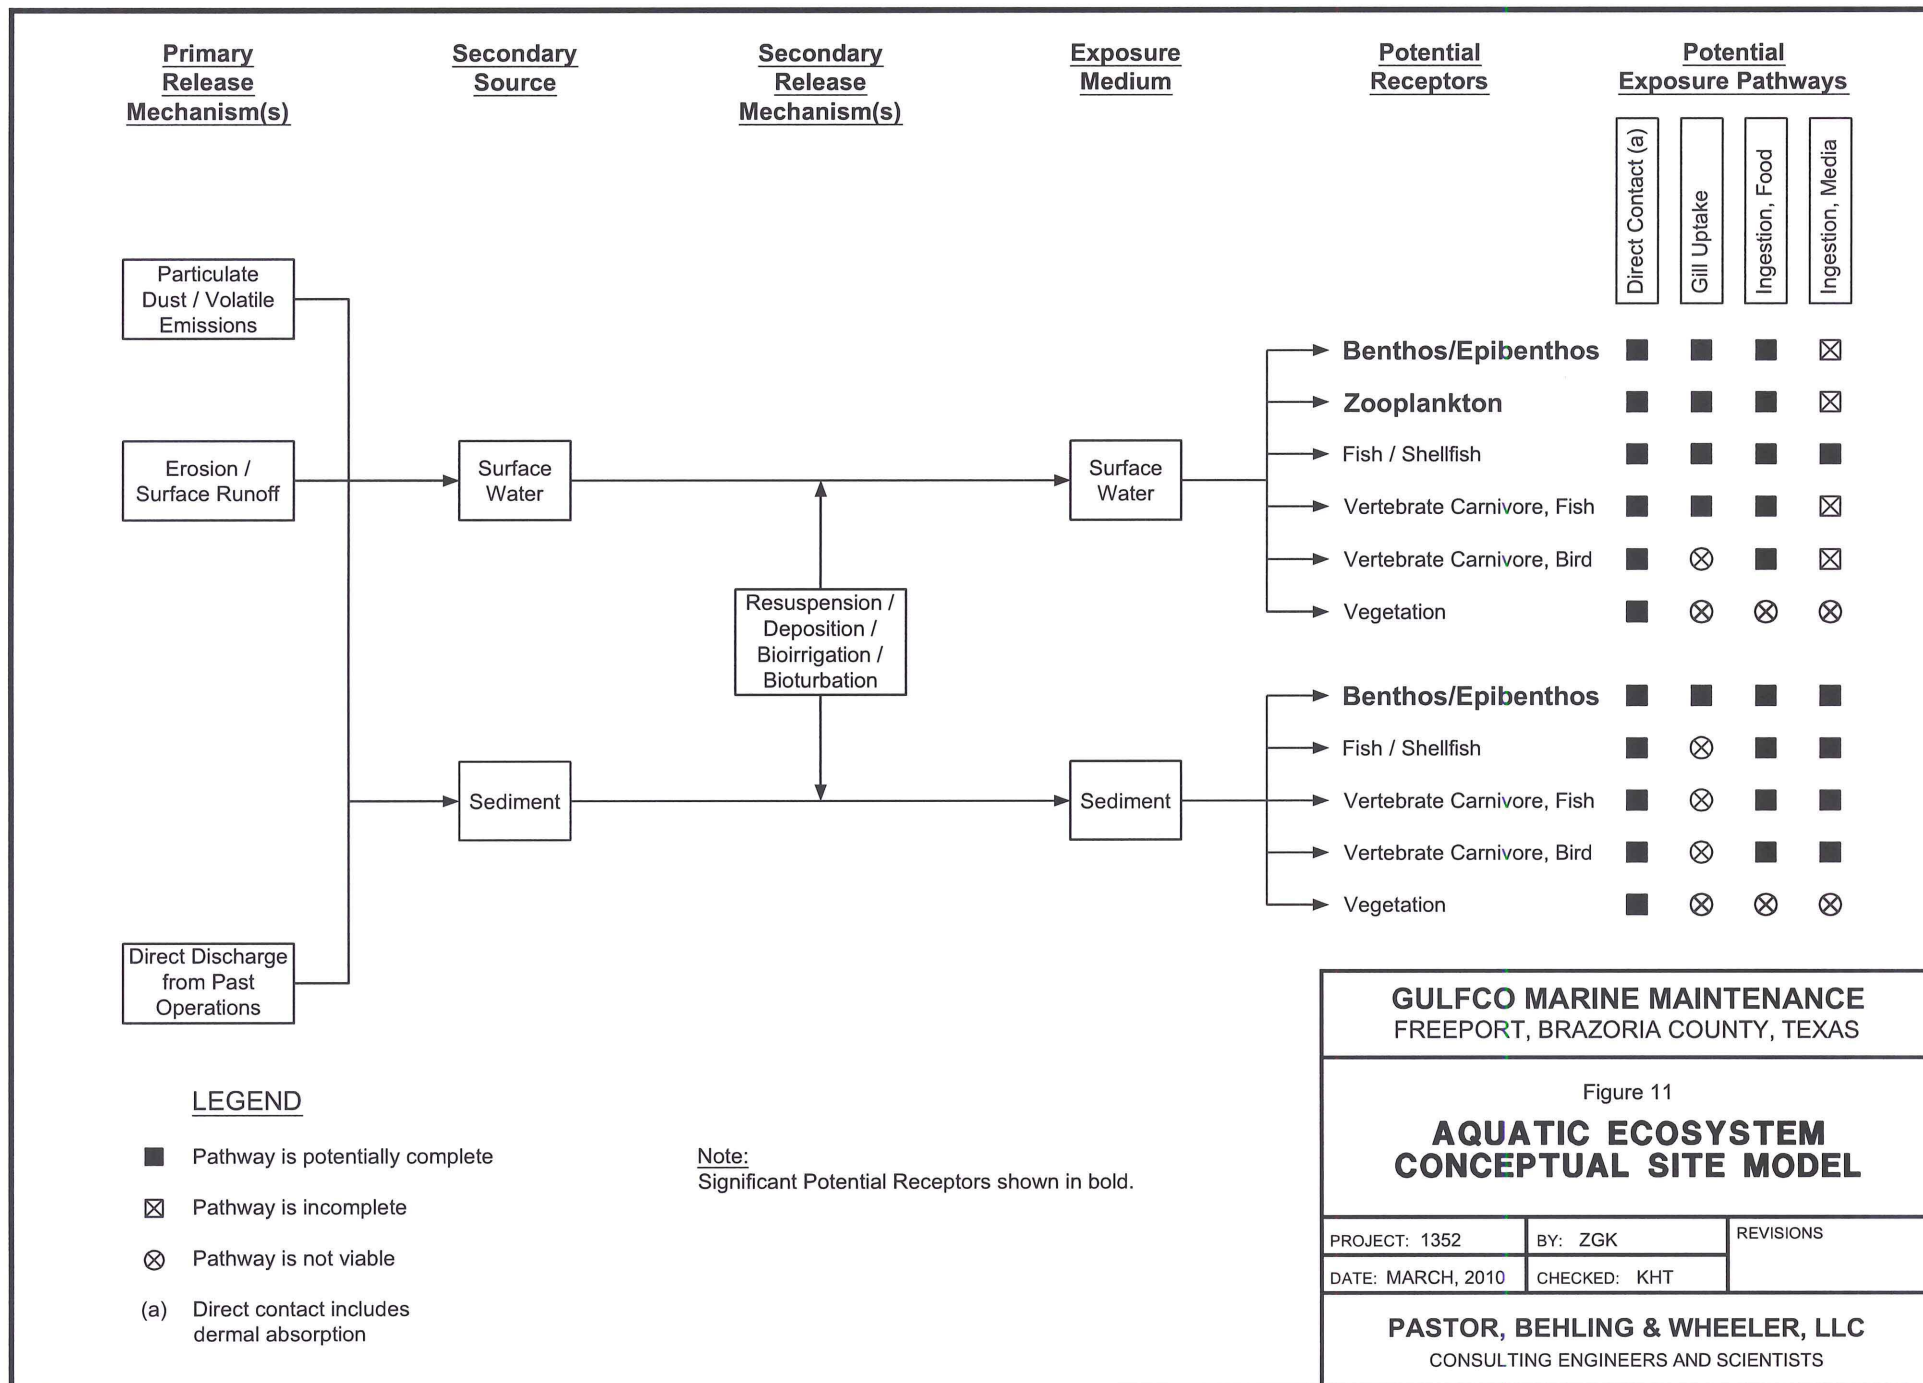 Primary
Release
Mechanism(s)
Secondary
Source
Secondary
Release
Mechanism(s)
Exposure
Medium
Potential
Receptors
Potential
Exposure Pathways
Direct Contact (a)
Gill Uptake
Ingestion, Food
Ingestion, Media
Particulate
Dust / Volatile
Emissions
Erosion /
Surface Runoff
Direct Discharge
from Past
Operations
Surface
Water
Sediment
Resuspension /
Deposition /
Bioirrigation /
Bioturbation
Surface
Water
Sediment
Benthos/Epibenthos
Zooplankton
Fish / Shellfish
Vertebrate Carnivore, Fish
Vertebrate Carnivore, Bird
Vegetation
Benthos/Epibenthos
Fish / Shellfish
Vertebrate Carnivore, Fish
Vertebrate Carnivore, Bird
Vegetation
LEGEND
Pathway is potentially complete
Pathway is incomplete
Pathway is not viable
(a) Direct contact includes
dermal absorption
Note:
Significant Potential Receptors shown in bold.
GULFCO MARINE MAINTENANCE
FREEPORT, BRAZORIA COUNTY, TEXAS
Figure 11
AQUATIC ECOSYSTEM
CONCEPTUAL SITE MODEL
PROJECT: 1352
BY: ZGK
REVISIONS
DATE: MARCH, 2010
CHECKED: KHT
PASTOR, BEHLING & WHEELER, LLC
CONSULTING ENGINEERS AND SCIENTISTS